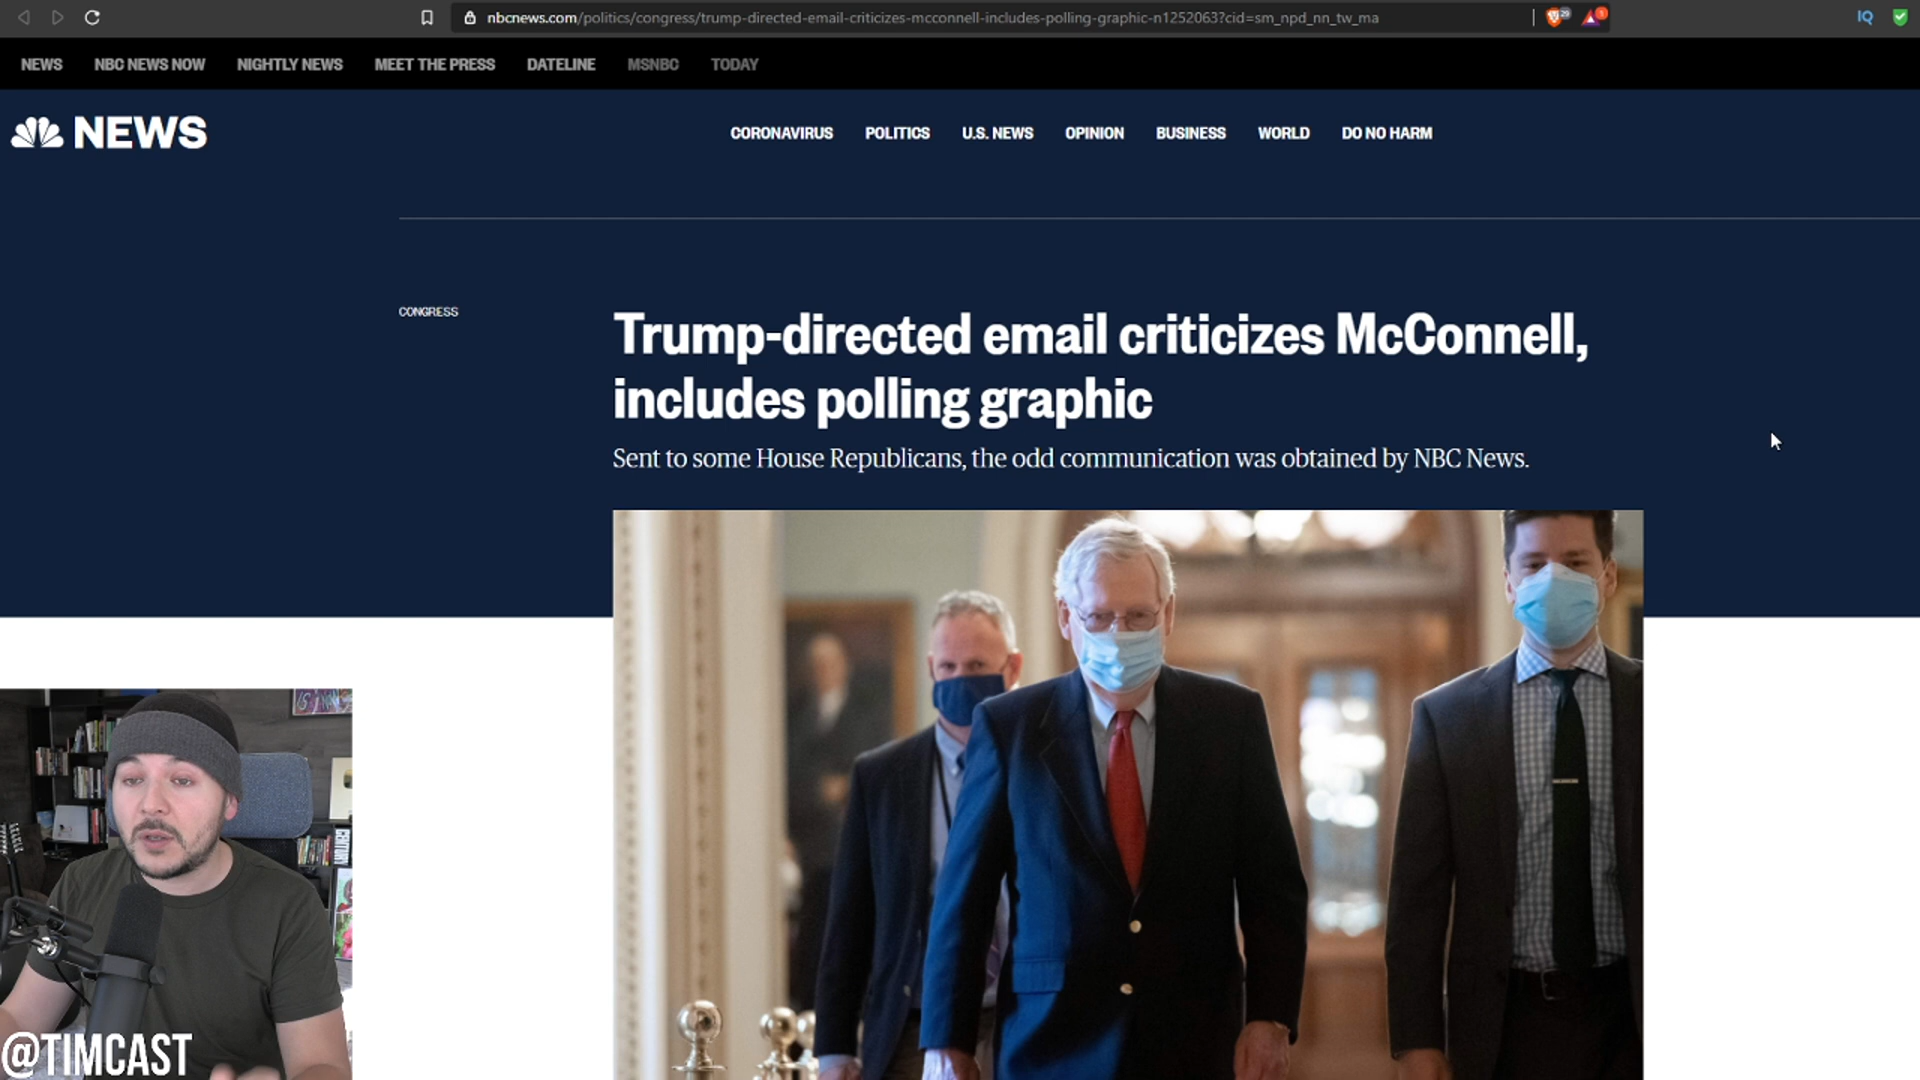 nbcnews.com/politics/congress/trump-directed-email-criticizes-mcconnell-includes-polling-graphic-n1252063?cid=sm_npd_nn_tw_ma
29
1
IQ
NEWS NBC NEWS NOW NIGHTLY NEWS MEET THE PRESS DATELINE MSNBC TODAY
NEWS
CORONAVIRUS POLITICS U.S. NEWS OPINION BUSINESS WORLD DO NO HARM
CONGRESS
Trump-directed email criticizes McConnell,
includes polling graphic
Sent to some House Republicans, the odd communication was obtained by NBC News.
@TIMCAST